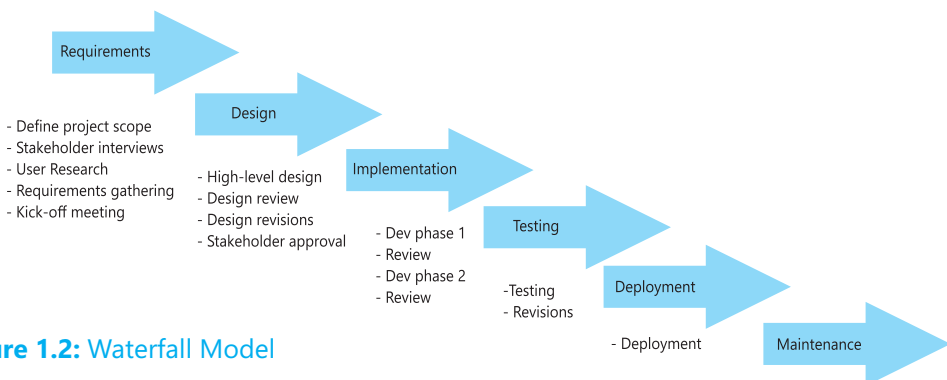 Requirements
- Define project scope
- Stakeholder interviews
- User Research
- Requirements gathering
- Kick-off meeting
Design
- High-level design
- Design review
- Design revisions
- Stakeholder approval
Implementation
- Dev phase 1
- Review
- Dev phase 2
- Review
Testing
-Testing
- Revisions
Deployment
- Deployment
Maintenance
1.2: Waterfall Model